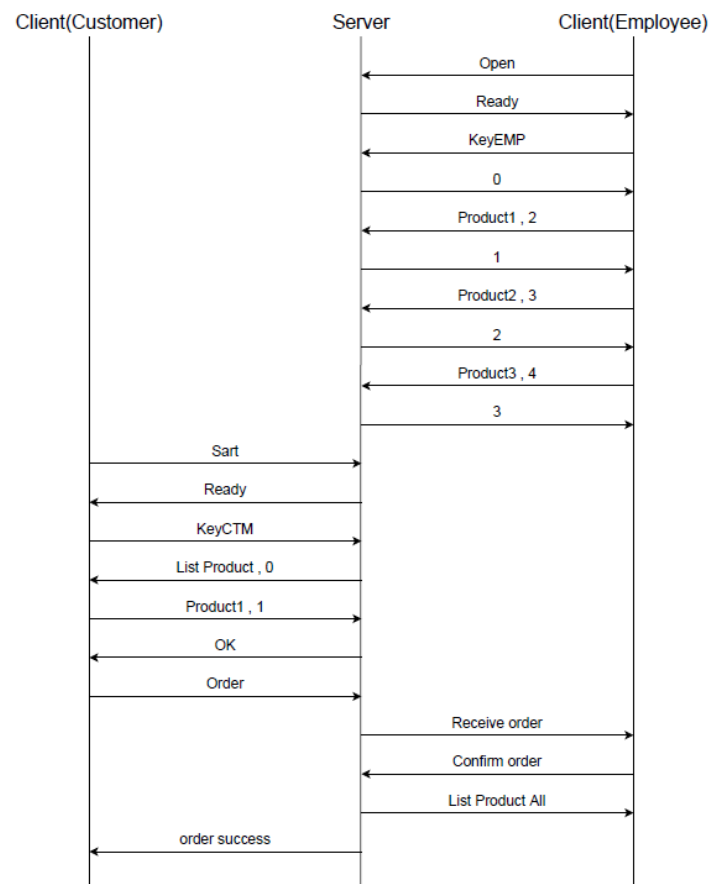 Client(Customer) Server Client(Employee)
Open
Ready
KeyEMP
0
Product1 , 2
1
Product2 , 3
2
Product3 , 4
3
Sart
Ready
KeyCTM
List Product , 0
Product1 , 1
OK
Order
Receive order
Confirm order
List Product All
order success